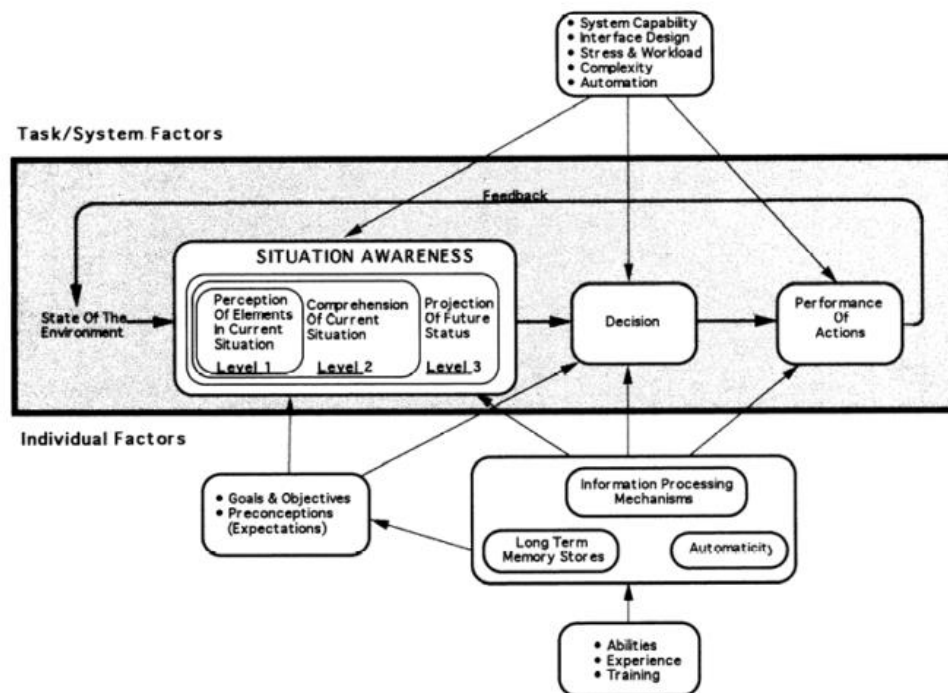 • System Capability
• Interface Design
• Stress & Workload
• Complexity
• Automation
Task/System Factors
Feedback
SITUATION AWARENESS
State Of The
Environment
Perception
Of Elements
In Current
Situation
Level 1
Comprehension
Of Current
Situation
Level 2
Projection
Of Future
Status
Level 3
Decision
Performance
Of
Actions
Individual Factors
• Goals & Objectives
• Preconceptions
(Expectations)
Information Processing
Mechanisms
Long Term
Memory Stores
Automaticity
• Abilities
• Experience
• Training